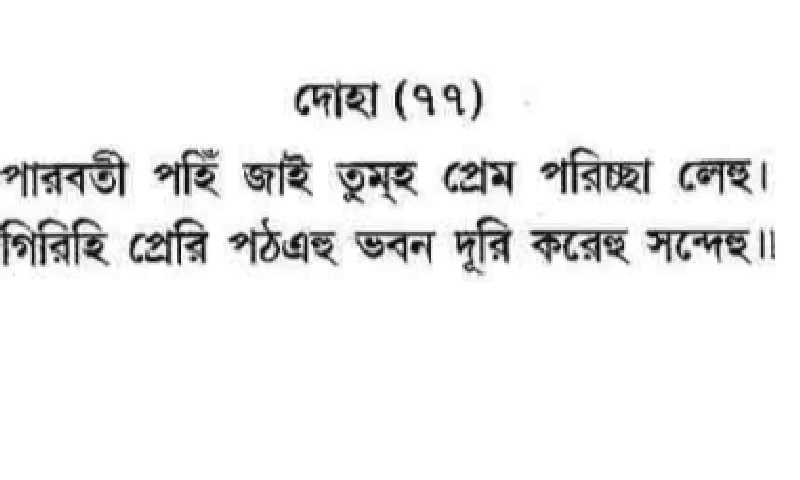 দোহা (৭৭)
পারবতী পহিঁ জাই তুম্‌হ প্রেম পরিচ্ছা লেহু।
গিরিহি প্রেরি পঠএহু ভবন দূরি করেহু সন্দেহু॥